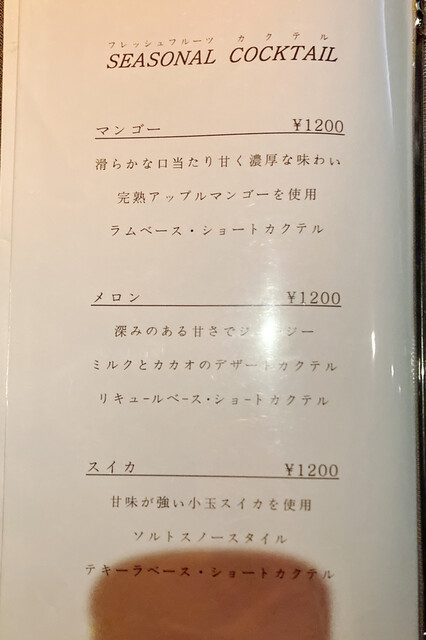 フレッシュフルーツ カクテル
SEASONAL COCKTAIL
マンゴー ¥1200
滑らかな口当たり甘く濃厚な味わい
完熟アップルマンゴーを使用
ラムベース・ショートカクテル
メロン ¥1200
深みのある甘さでジューシー
ミルクとカカオのデザートカクテル
リキュールベース・ショートカクテル
スイカ ¥1200
甘味が強い小玉スイカを使用
ソルトスノースタイル
テキーラベース・ショートカクテル